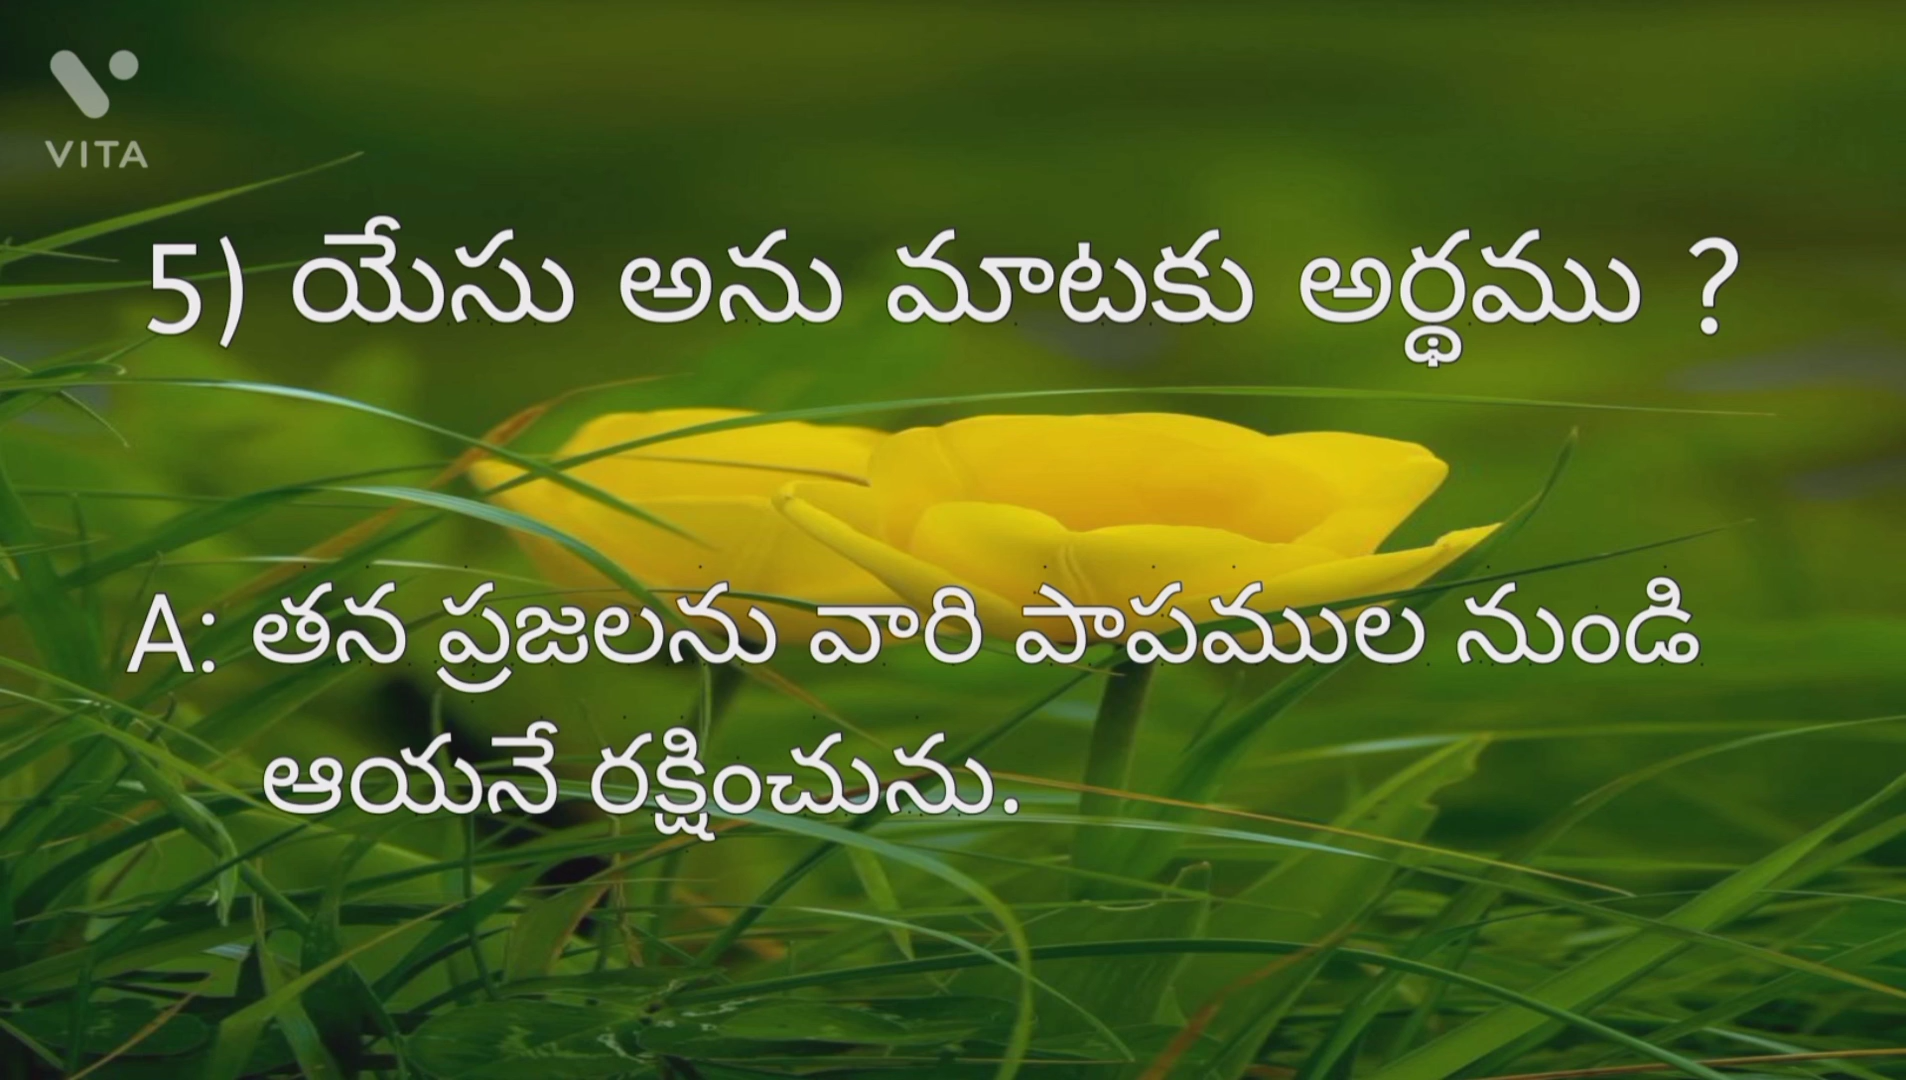 VITA
5) యేసు అను మాటకు అర్థము ?
A: తన ప్రజలను వారి పాపముల నుండి
ఆయనే రక్షించును.